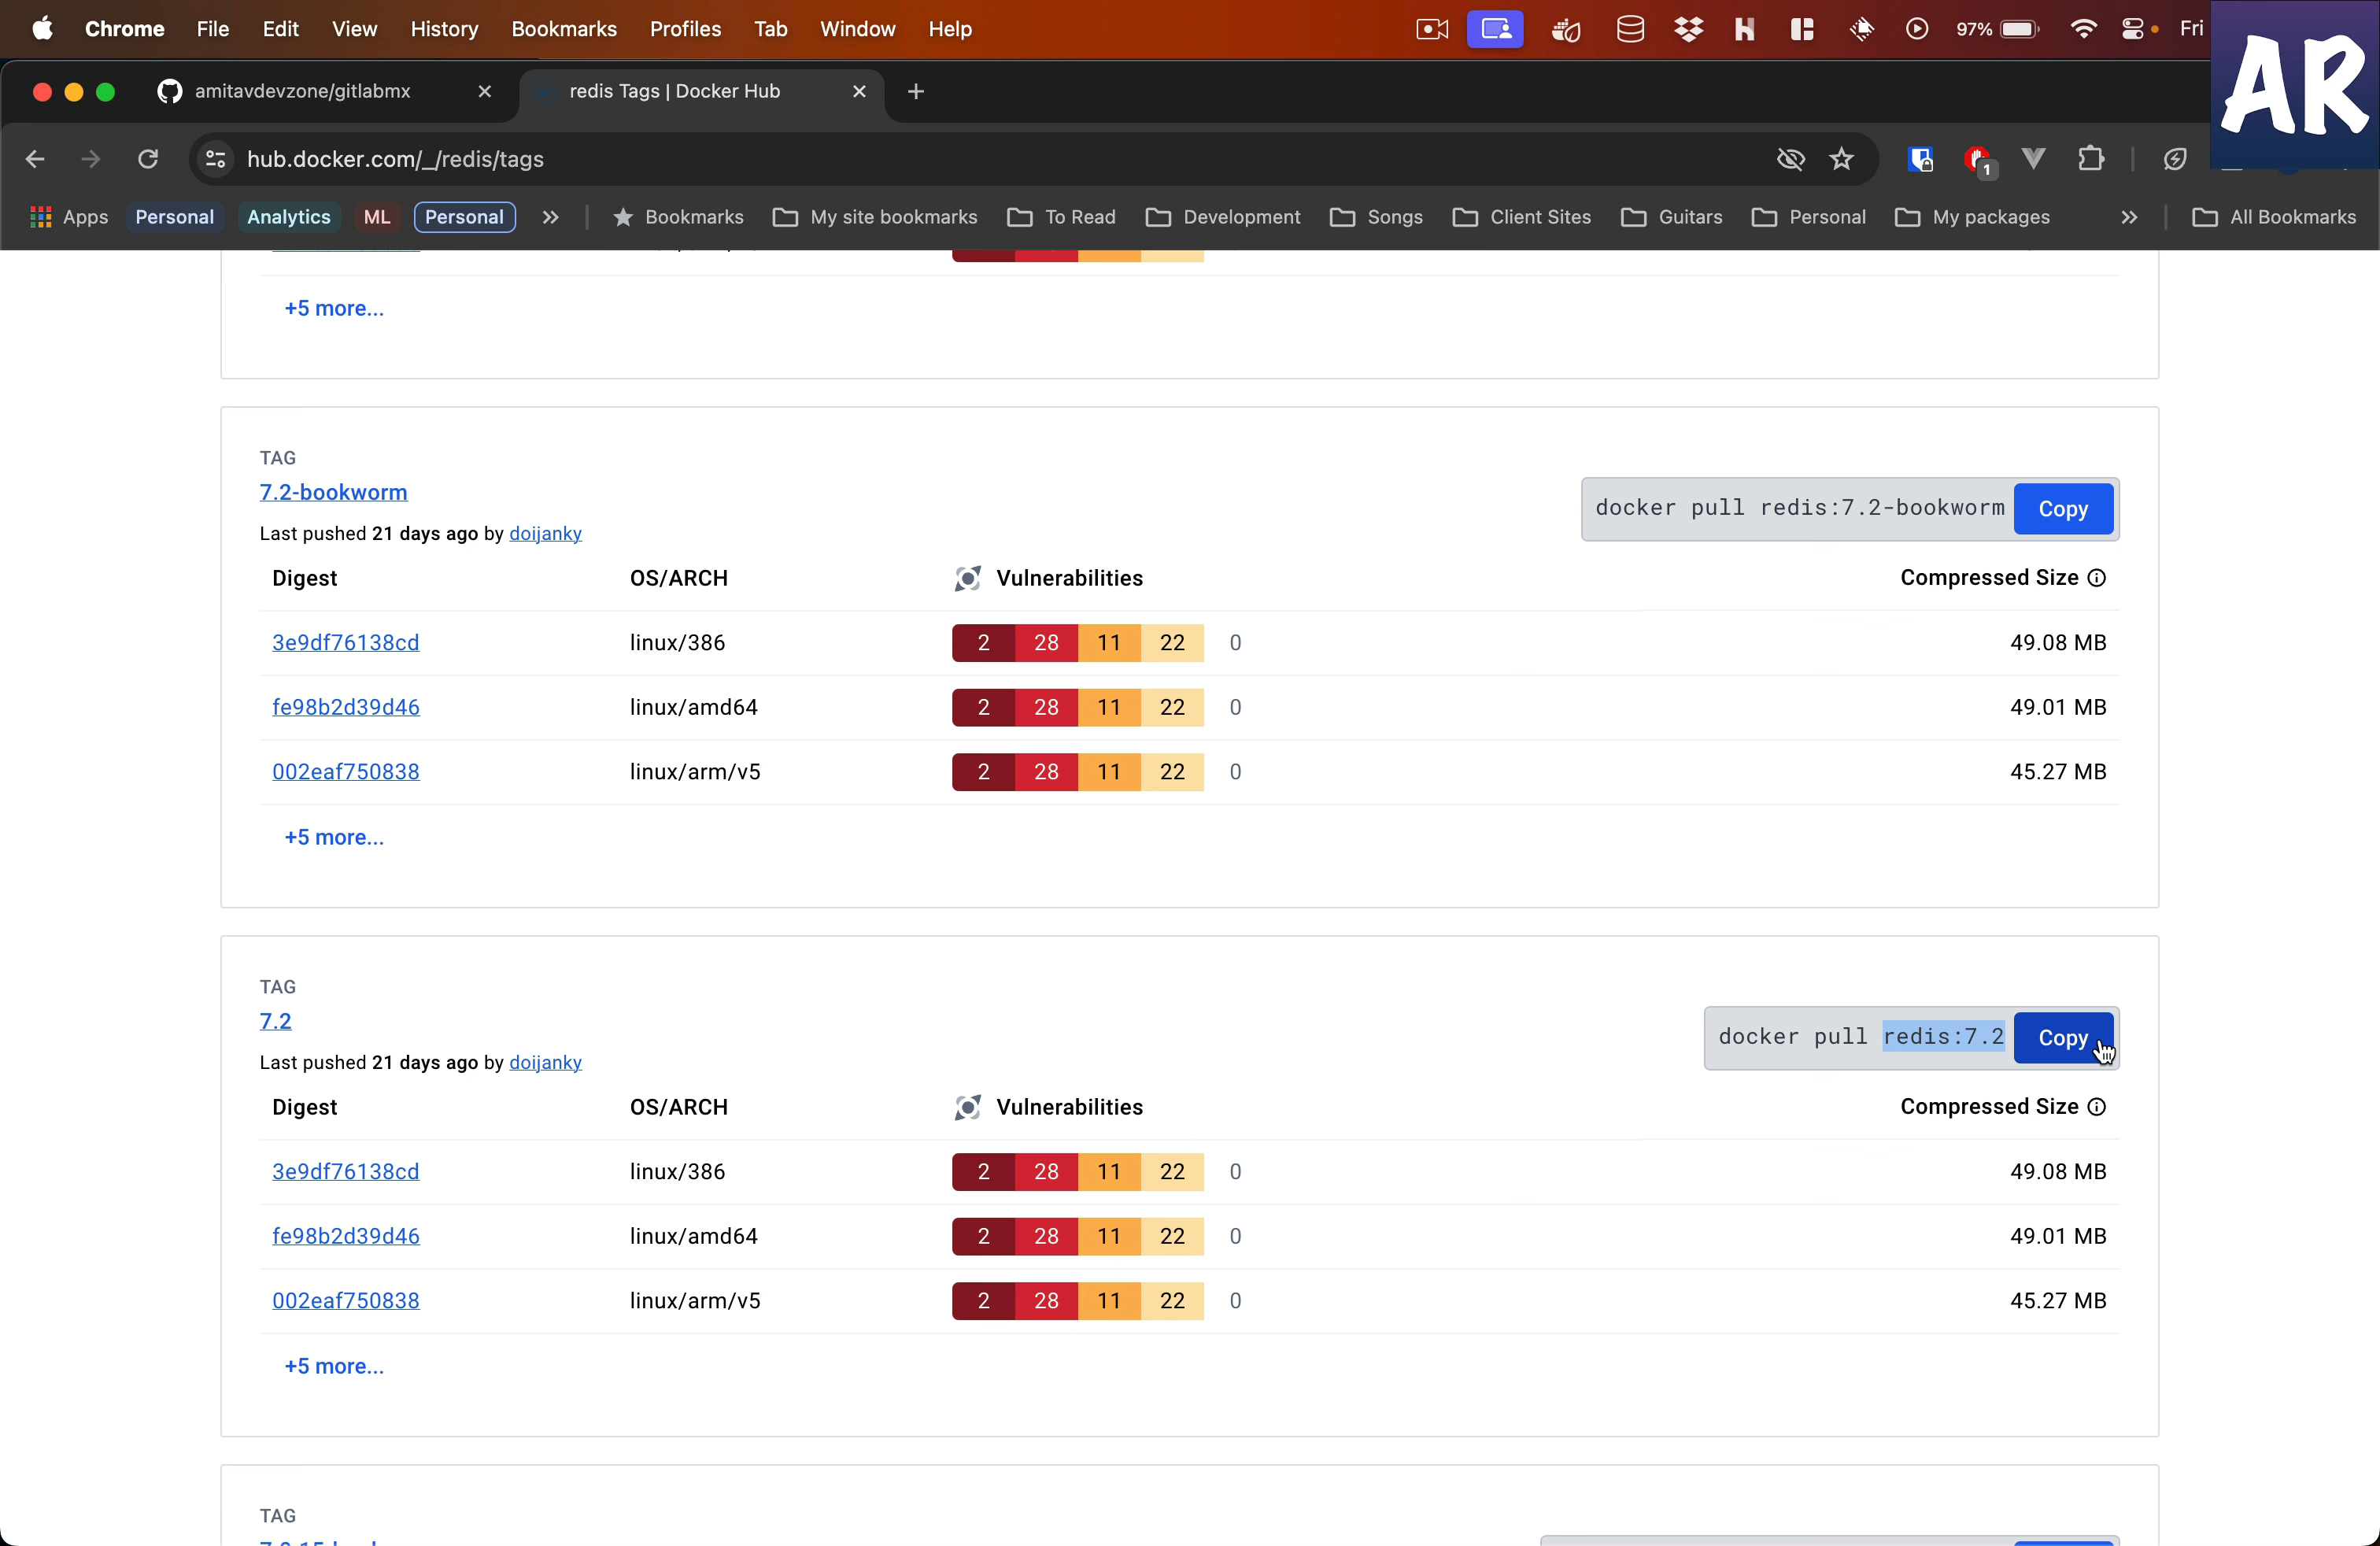 Chrome File Edit View History Bookmarks Profiles Tab Window Help 97% Fri
AR
amitavdevzone/gitlabmx redis Tags | Docker Hub
hub.docker.com/_/redis/tags 1
Apps Personal Analytics ML Personal Bookmarks My site bookmarks To Read Development Songs Client Sites Guitars Personal My packages All Bookmarks
+5 more...
TAG
7.2-bookworm
docker pull redis:7.2-bookworm Copy
Last pushed 21 days ago by doijanky
Digest OS/ARCH Vulnerabilities Compressed Size
3e9df76138cd linux/386 2 28 11 22 0 49.08 MB
fe98b2d39d46 linux/amd64 2 28 11 22 0 49.01 MB
002eaf750838 linux/arm/v5 2 28 11 22 0 45.27 MB
+5 more...
TAG
7.2
docker pull redis:7.2 Copy
Last pushed 21 days ago by doijanky
Digest OS/ARCH Vulnerabilities Compressed Size
3e9df76138cd linux/386 2 28 11 22 0 49.08 MB
fe98b2d39d46 linux/amd64 2 28 11 22 0 49.01 MB
002eaf750838 linux/arm/v5 2 28 11 22 0 45.27 MB
+5 more...
TAG